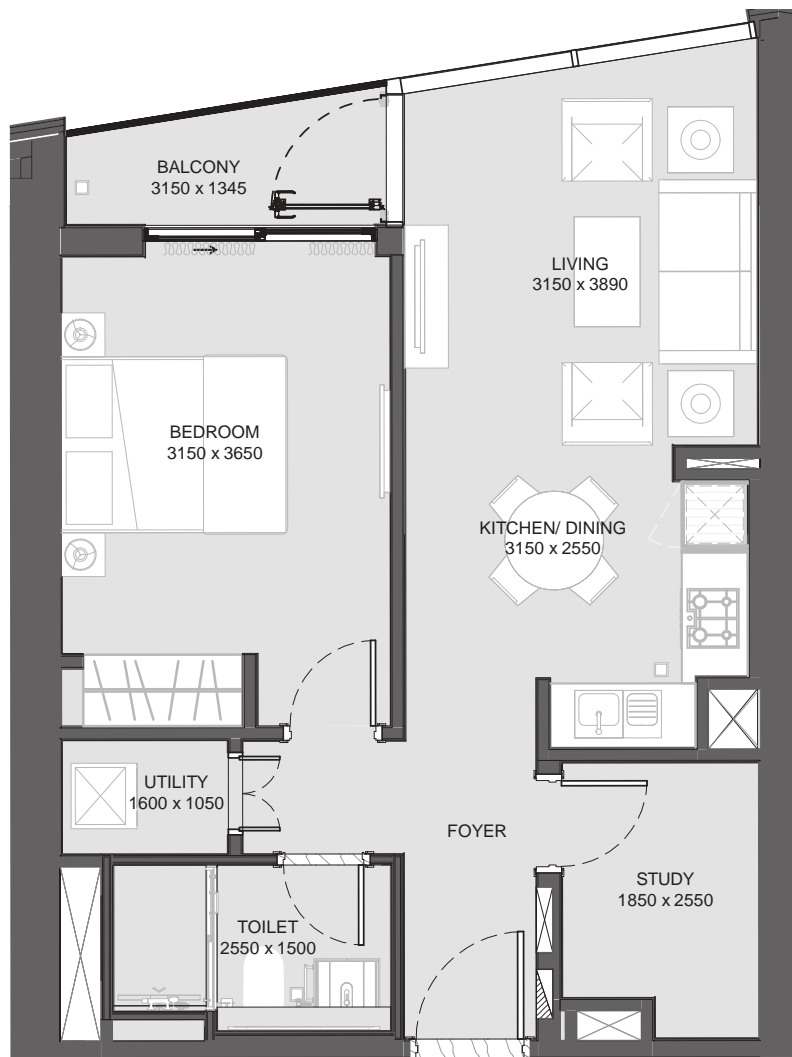 BALCONY
3150 x 1345
LIVING
3150 x 3890
BEDROOM
3150 x 3650
KITCHEN/ DINING
3150 x 2550
UTILITY
1600 x 1050
FOYER
STUDY
1850 x 2550
TOILET
2550 x 1500